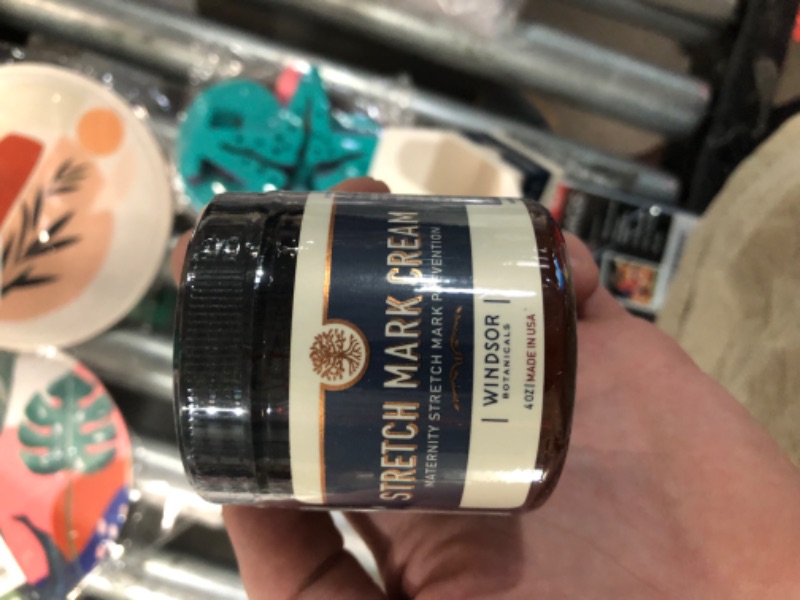 STRETCH MARK CREAM
MATERNITY STRETCH MARK PREVENTION
WINDSOR
BOTANICALS
4 OZ | MADE IN USA